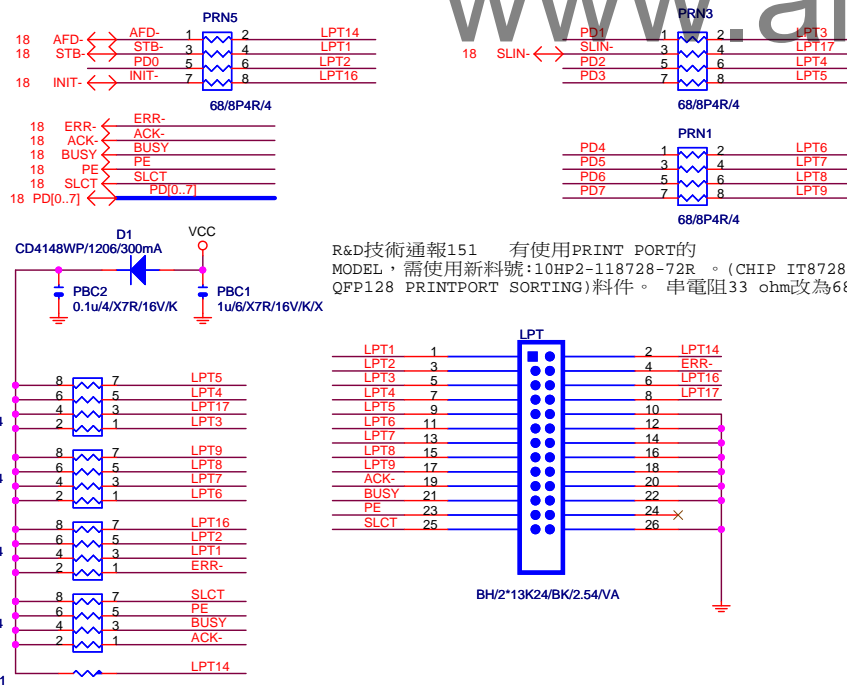 www.al
PRN5
18 AFD- AFD- 1 2 LPT14
18 STB- STB- 3 4 LPT1
PD0 5 6 LPT2
18 INIT- INIT- 7 8 LPT16
68/8P4R/4
PRN3
PD1 1 2 LPT3
18 SLIN- SLIN- 3 4 LPT17
PD2 5 6 LPT4
PD3 7 8 LPT5
68/8P4R/4
18 ERR- ERR-
18 ACK- ACK-
18 BUSY BUSY
18 PE PE
18 SLCT SLCT
18 PD[0..7] PD[0..7]
PRN1
PD4 1 2 LPT6
PD5 3 4 LPT7
PD6 5 6 LPT8
PD7 7 8 LPT9
68/8P4R/4
D1
CD4148WP/1206/300mA
VCC
PBC2
0.1u/4/X7R/16V/K
PBC1
1u/6/X7R/16V/K/X
R&D技術通報151 有使用PRINT PORT的
MODEL，需使用新料號:10HP2-118728-72R 。(CHIP IT8728
QFP128 PRINTPORT SORTING)料件。 串電阻33 ohm改為68
8 7 LPT5
6 5 LPT4
4 3 LPT17
2 1 LPT3
8 7 LPT9
6 5 LPT8
4 3 LPT7
2 1 LPT6
8 7 LPT16
6 5 LPT2
4 3 LPT1
2 1 ERR-
8 7 SLCT
6 5 PE
4 3 BUSY
2 1 ACK-
LPT14
1
LPT
LPT1 1 2 LPT14
LPT2 3 4 ERR-
LPT3 5 6 LPT16
LPT4 7 8 LPT17
LPT5 9 10
LPT6 11 12
LPT7 13 14
LPT8 15 16
LPT9 17 18
ACK- 19 20
BUSY 21 22
PE 23 24
SLCT 25 26
BH/2*13K24/BK/2.54/VA